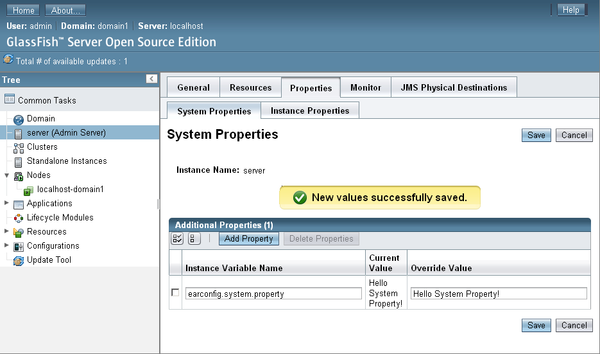 Home About... Help
User: admin Domain: domain1 Server: localhost
GlassFish™ Server Open Source Edition
Total # of available updates : 1
Tree
Common Tasks
Domain
server (Admin Server)
Clusters
Standalone Instances
Nodes
localhost-domain1
Applications
Lifecycle Modules
Resources
Configurations
Update Tool
General Resources Properties Monitor JMS Physical Destinations
System Properties Instance Properties
System Properties
Save Cancel
Instance Name: server
New values successfully saved.
Additional Properties (1)
Add Property Delete Properties
Instance Variable Name Current Value Override Value
earconfig.system.property Hello System Property! Hello System Property!
Save Cancel